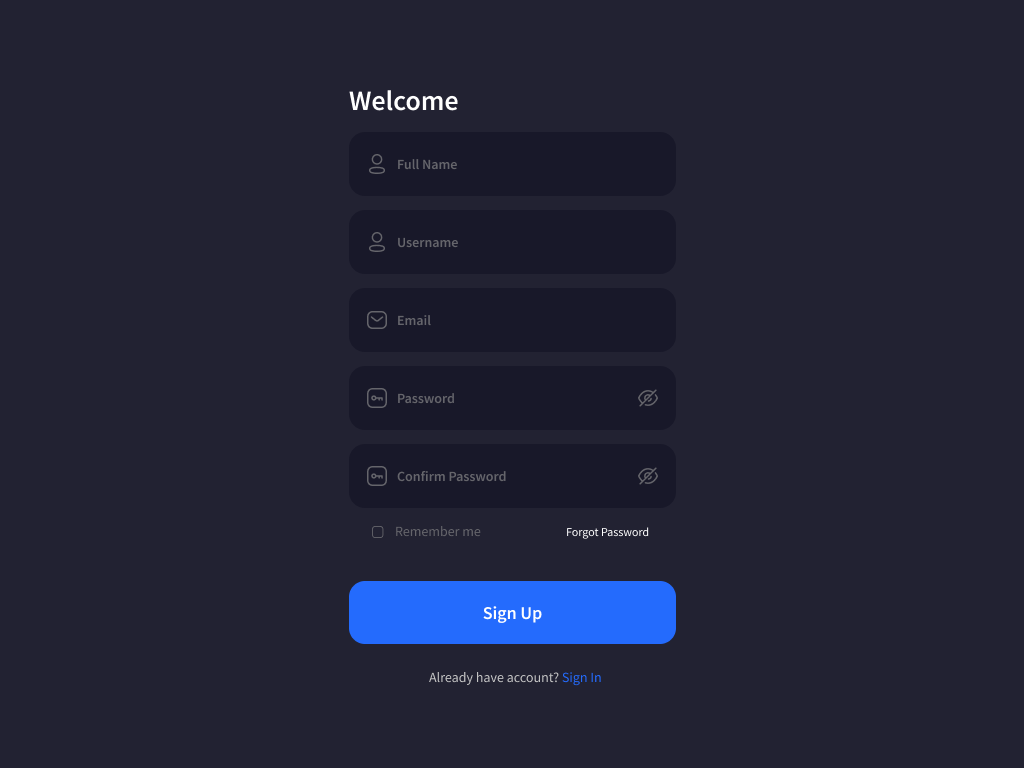 Welcome
Full Name
Username
Email
Password
Confirm Password
Remember me Forgot Password
Sign Up
Already have account? Sign In